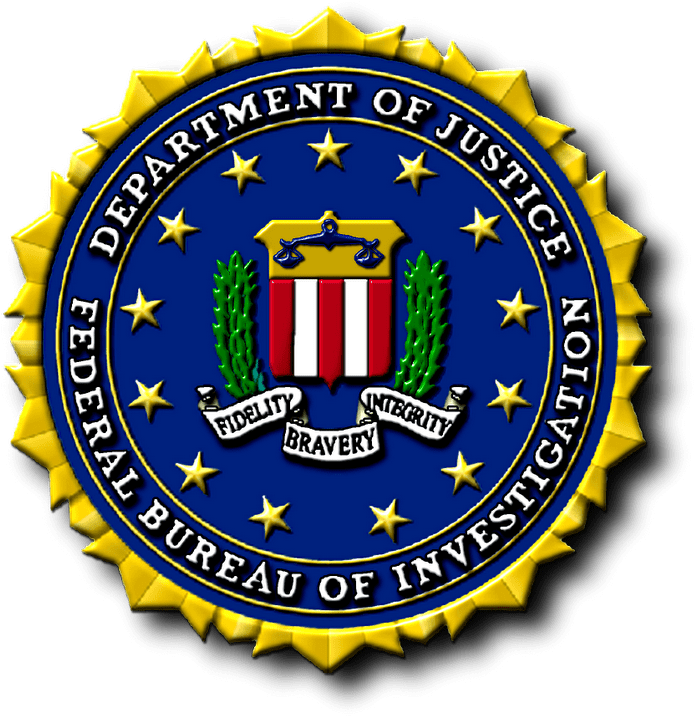 DEPARTMENT OF JUSTICE
FIDELITY
BRAVERY
INTEGRITY
FEDERAL BUREAU OF INVESTIGATION